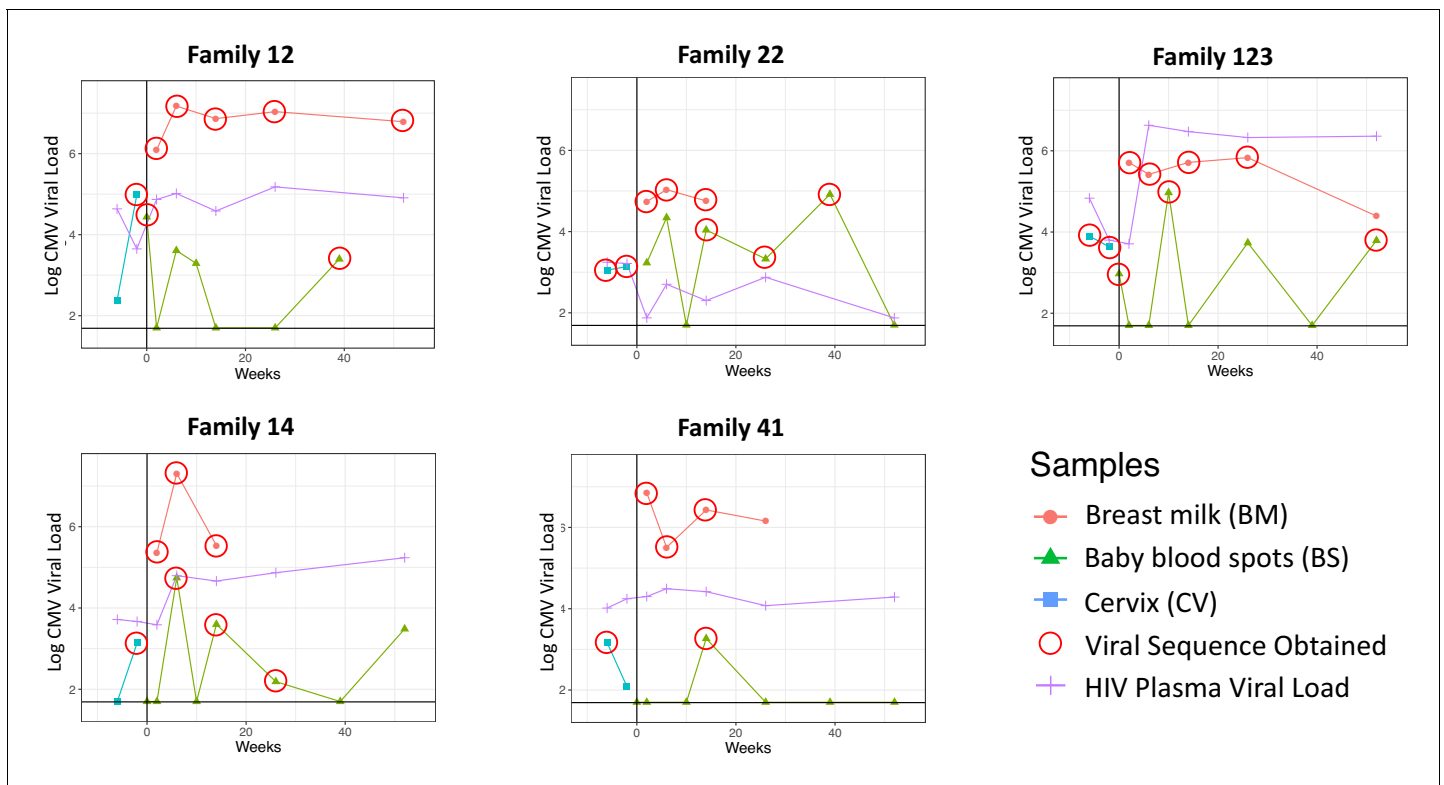 Family 12
Log CMV Viral Load
6
4
2
0
20
40
Weeks
Family 22
Log CMV Viral Load
6
4
2
0
20
40
Weeks
Family 123
Log CMV Viral Load
6
4
2
0
20
40
Weeks
Family 14
Log CMV Viral Load
6
4
2
0
20
40
Weeks
Family 41
Log CMV Viral Load
6
4
2
0
20
40
Weeks
Samples
Breast milk (BM)
Baby blood spots (BS)
Cervix (CV)
Viral Sequence Obtained
HIV Plasma Viral Load